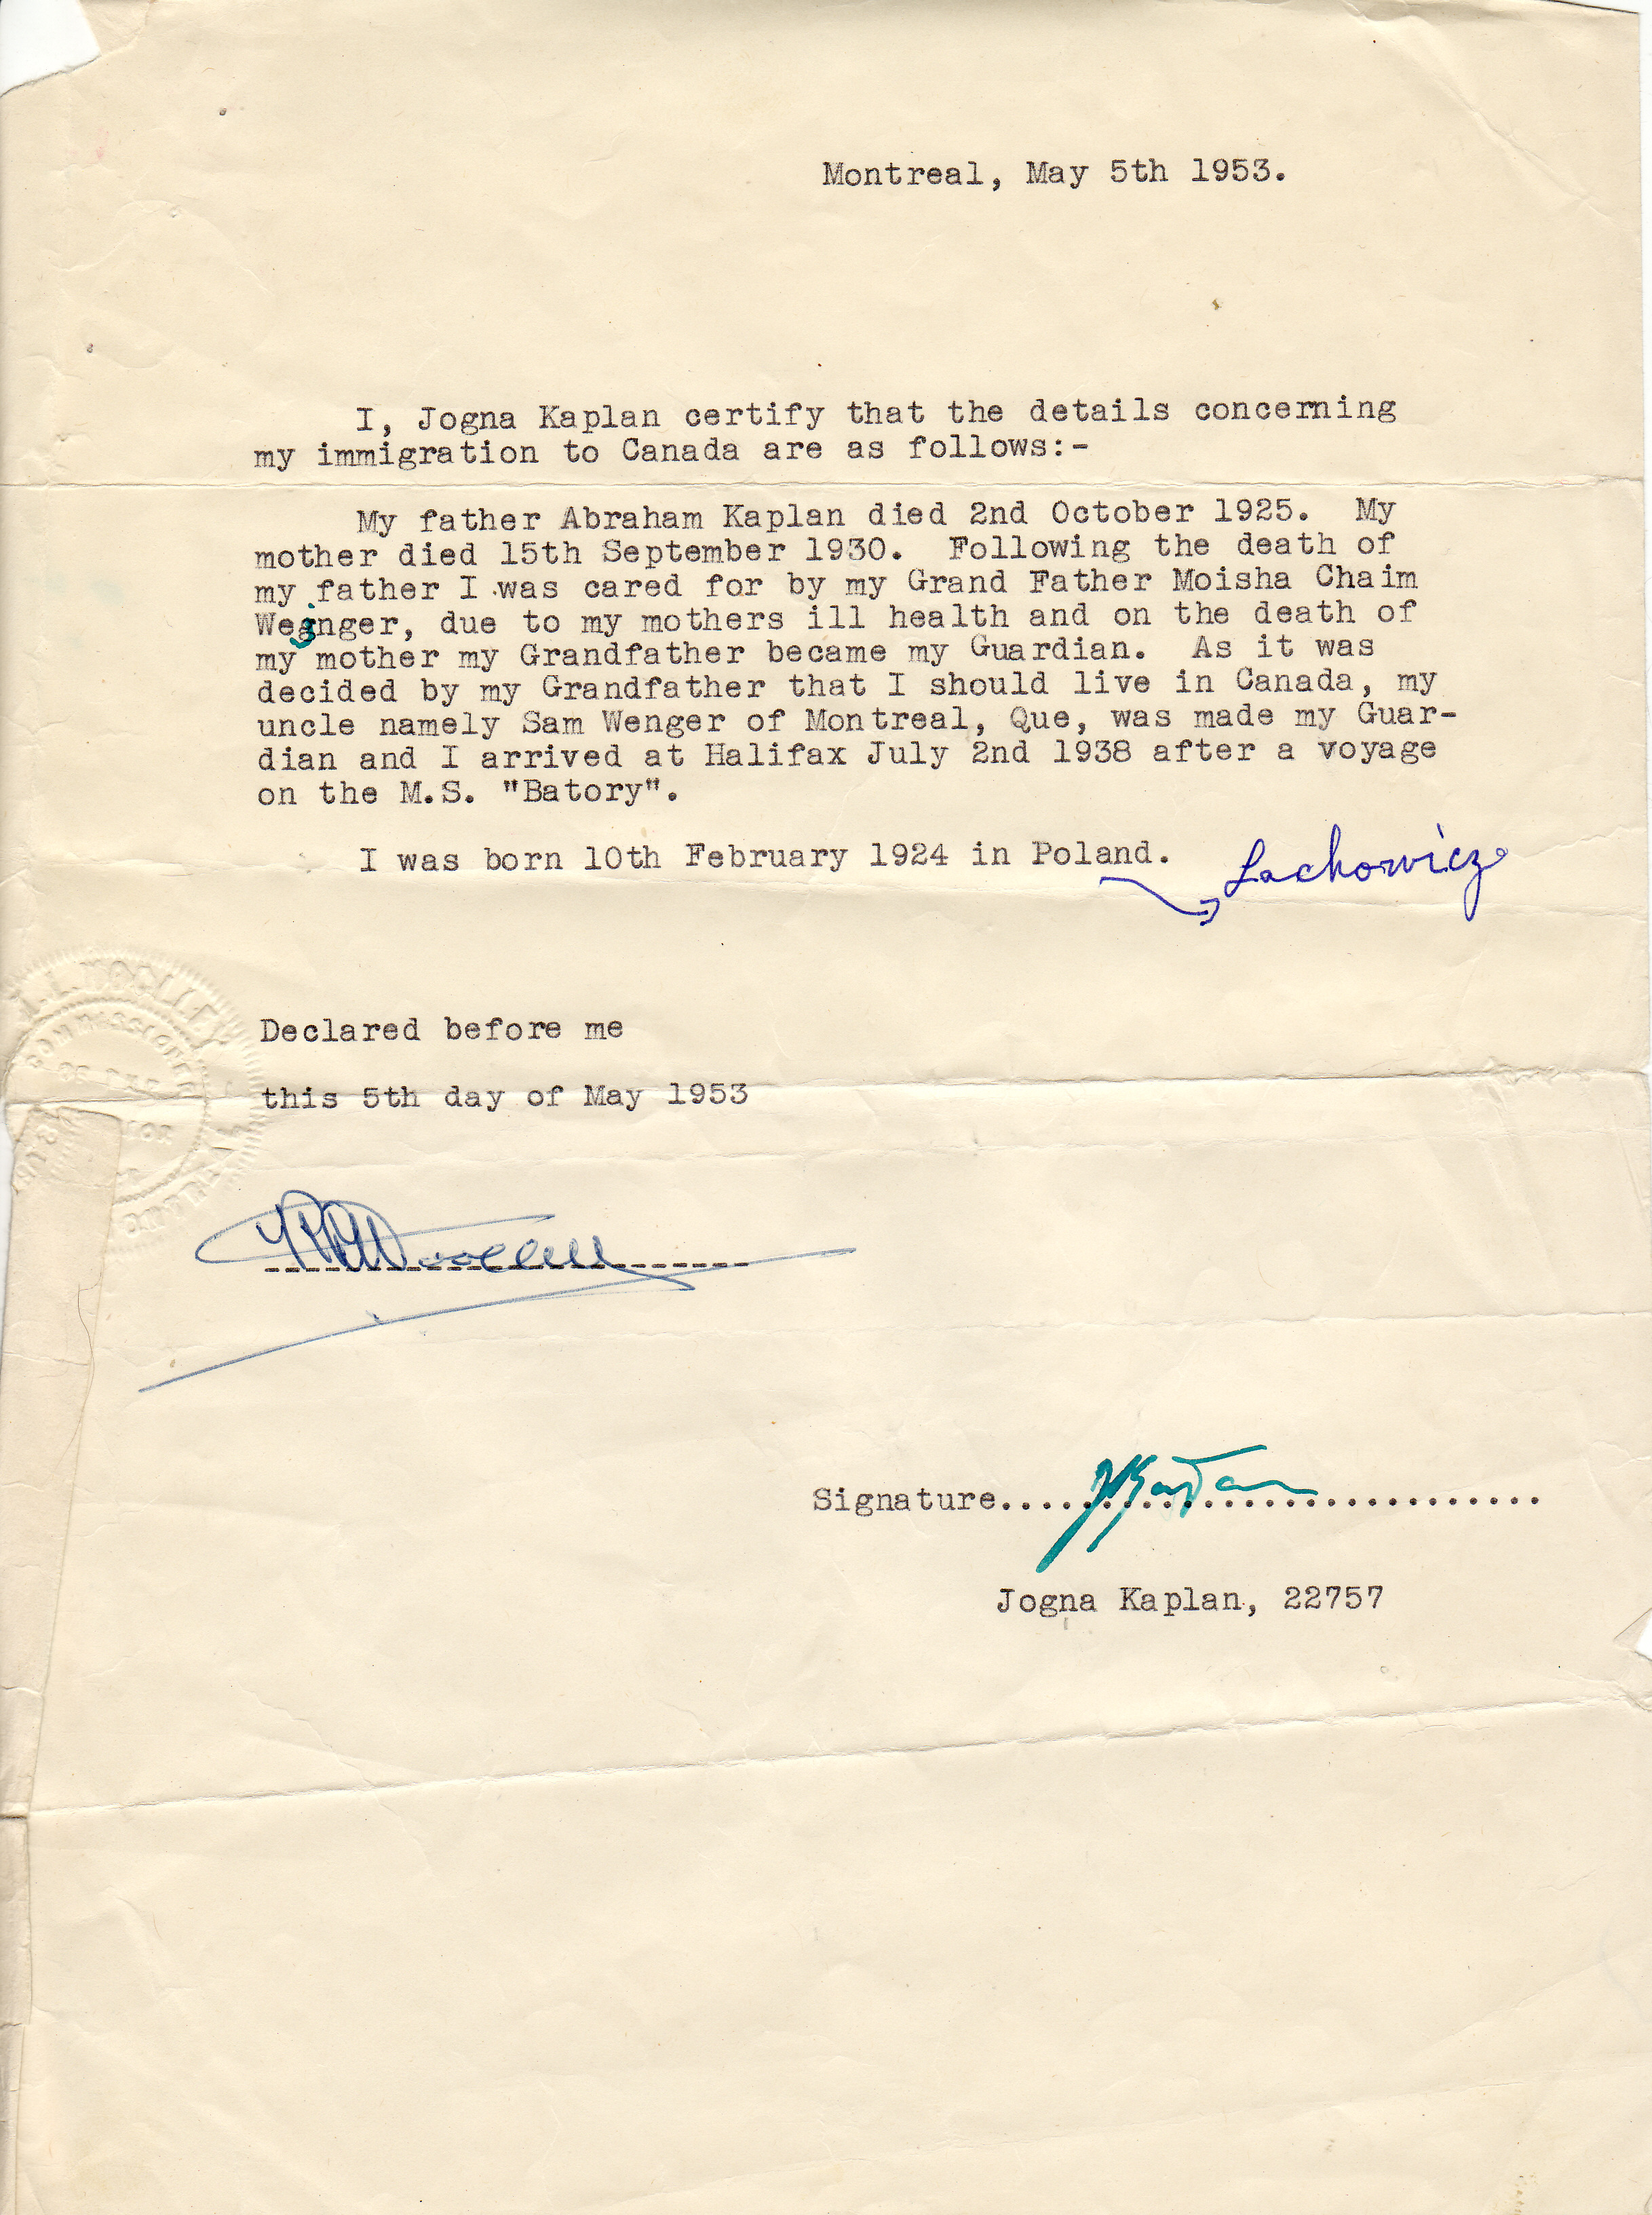 Montreal, May 5th 1953.
I, Jogna Kaplan certify that the details concerning
my immigration to Canada are as follows:-
My father Abraham Kaplan died 2nd October 1925. My
mother died 15th September 1930. Following the death of
my father I was cared for by my Grand Father Moisha Chaim
Weinger, due to my mothers ill health and on the death of
my mother my Grandfather became my Guardian. As it was
decided by my Grandfather that I should live in Canada, my
uncle namely Sam Wenger of Montreal, Que, was made my Guar-
dian and I arrived at Halifax July 2nd 1938 after a voyage
on the M.S. "Batory".
I was born 10th February 1924 in Poland. Lachowicze
Declared before me
COMMISSIONER
this 5th day of May 1953
Signature.................................
Kaplan
Jogna Kaplan, 22757